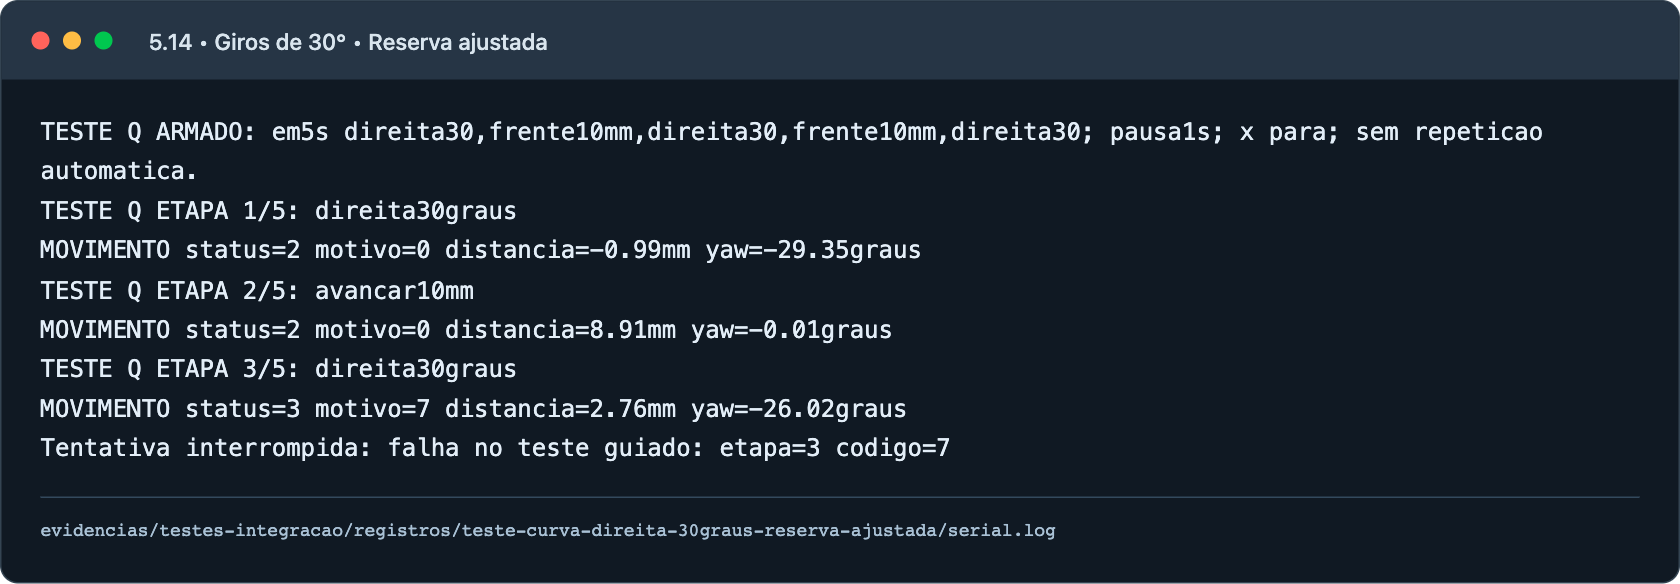 5.14 • Giros de 30° • Reserva ajustada
TESTE Q ARMADO: em5s direita30,frente10mm,direita30,frente10mm,direita30; pausa1s; x para; sem repeticao
automatica.
TESTE Q ETAPA 1/5: direita30graus
MOVIMENTO status=2 motivo=0 distancia=-0.99mm yaw=-29.35graus
TESTE Q ETAPA 2/5: avancar10mm
MOVIMENTO status=2 motivo=0 distancia=8.91mm yaw=-0.01graus
TESTE Q ETAPA 3/5: direita30graus
MOVIMENTO status=3 motivo=7 distancia=2.76mm yaw=-26.02graus
Tentativa interrompida: falha no teste guiado: etapa=3 codigo=7
evidencias/testes-integracao/registros/teste-curva-direita-30graus-reserva-ajustada/serial.log